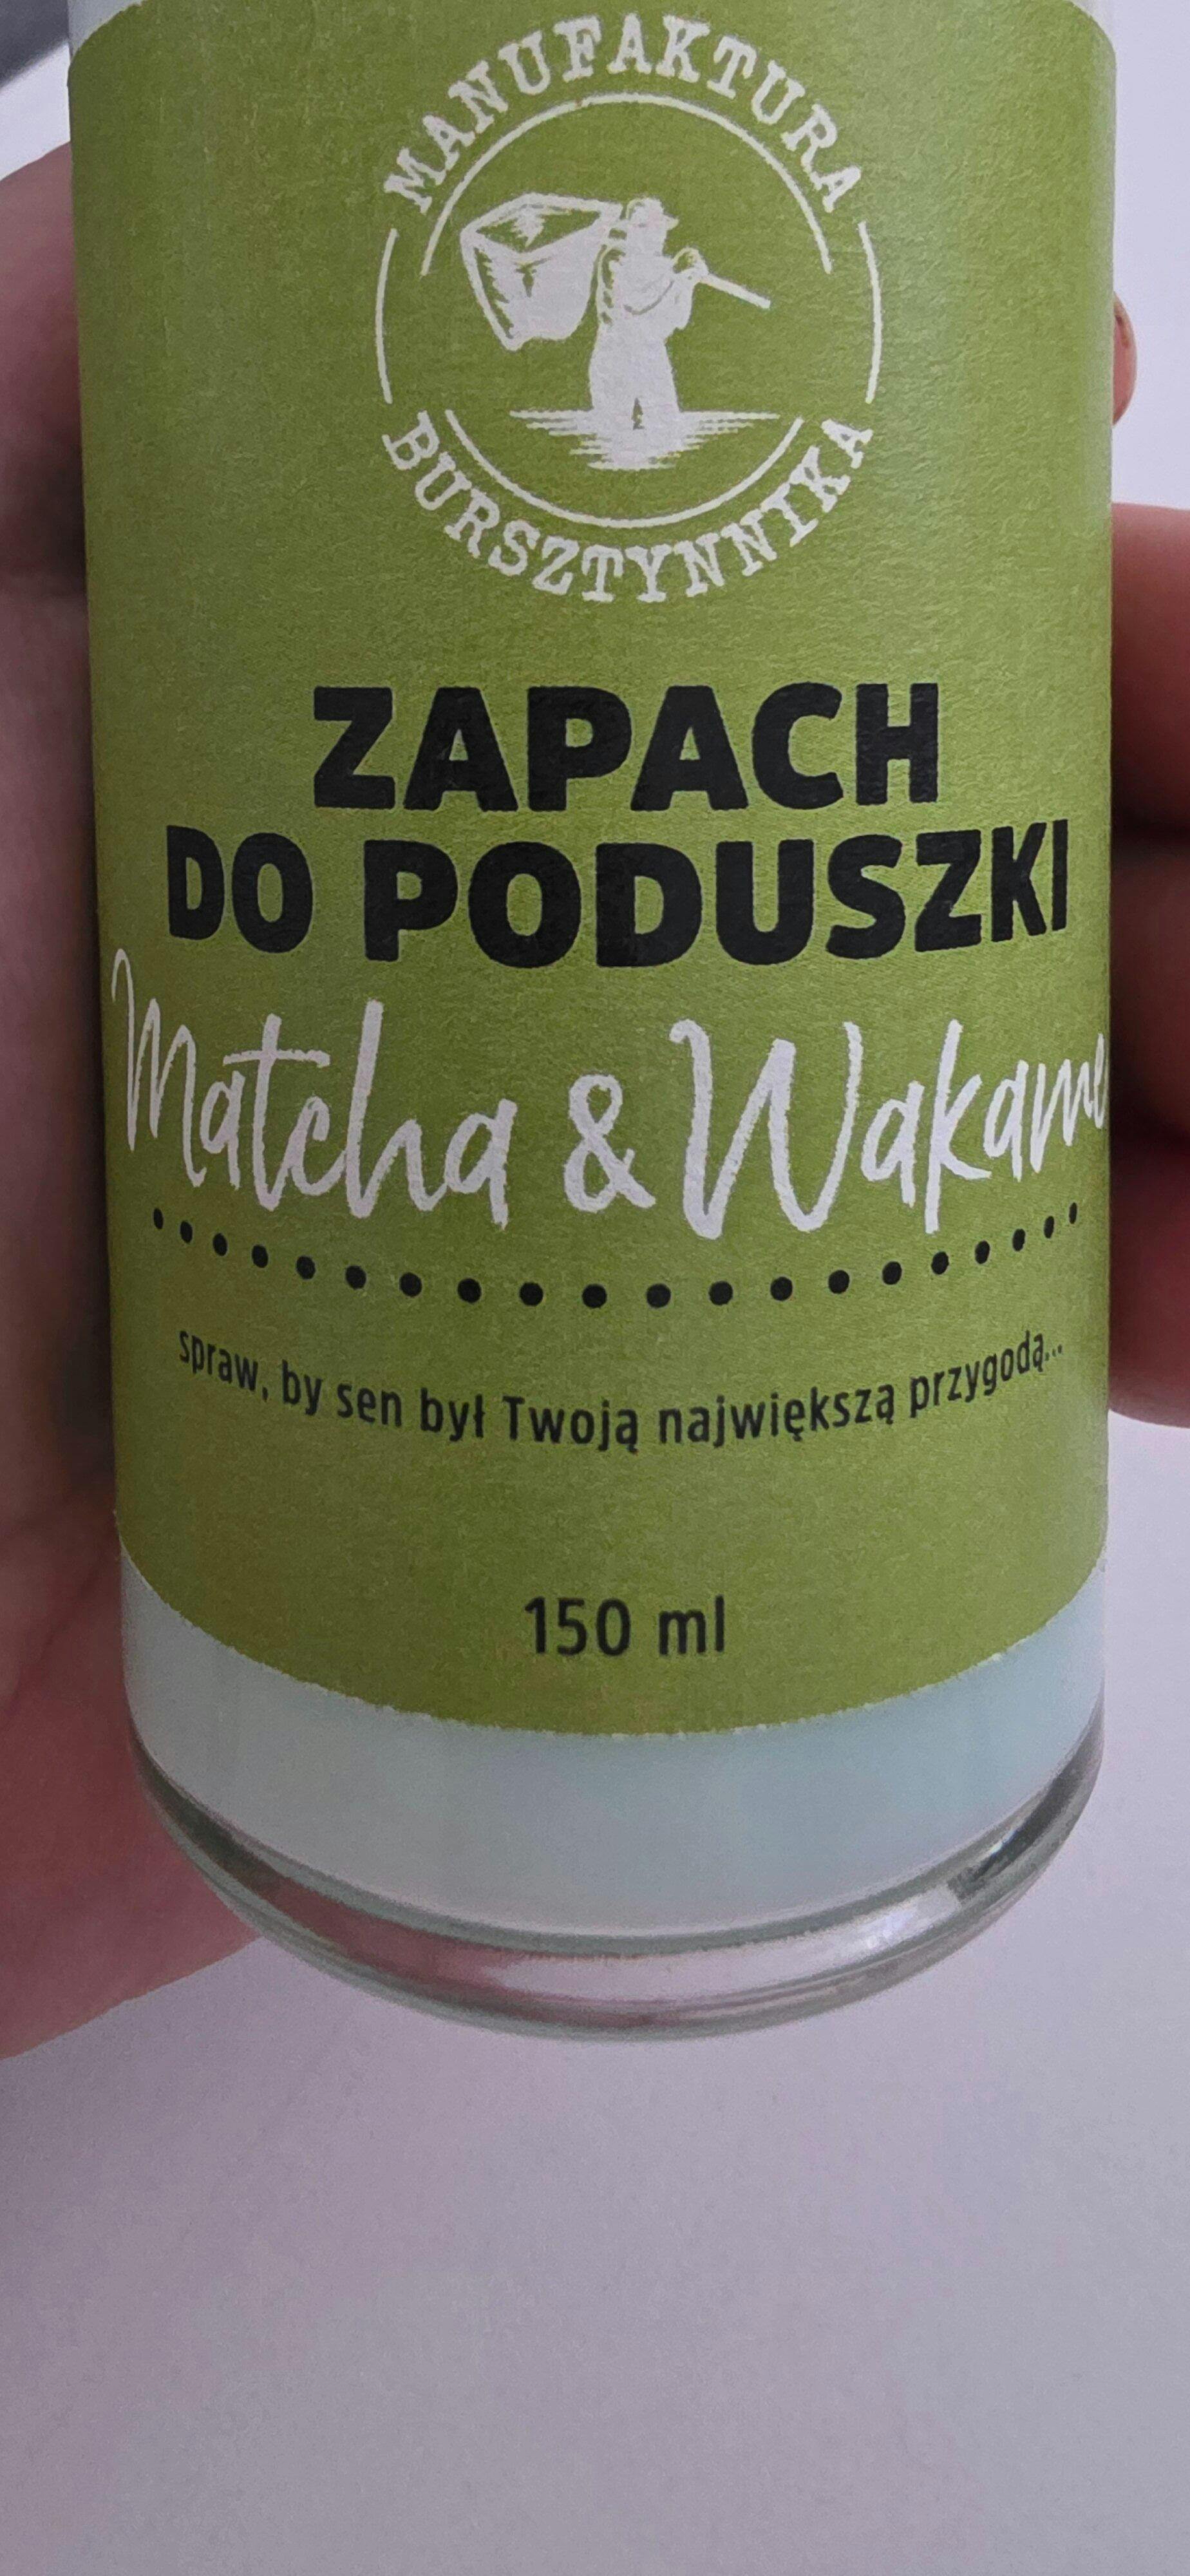 MANUFAKTURA
BURSZTYNNIKA
ZAPACH
DO PODUSZKI
Matcha & Wakame
spraw, by sen był Twoją największą przygodą...
150 ml